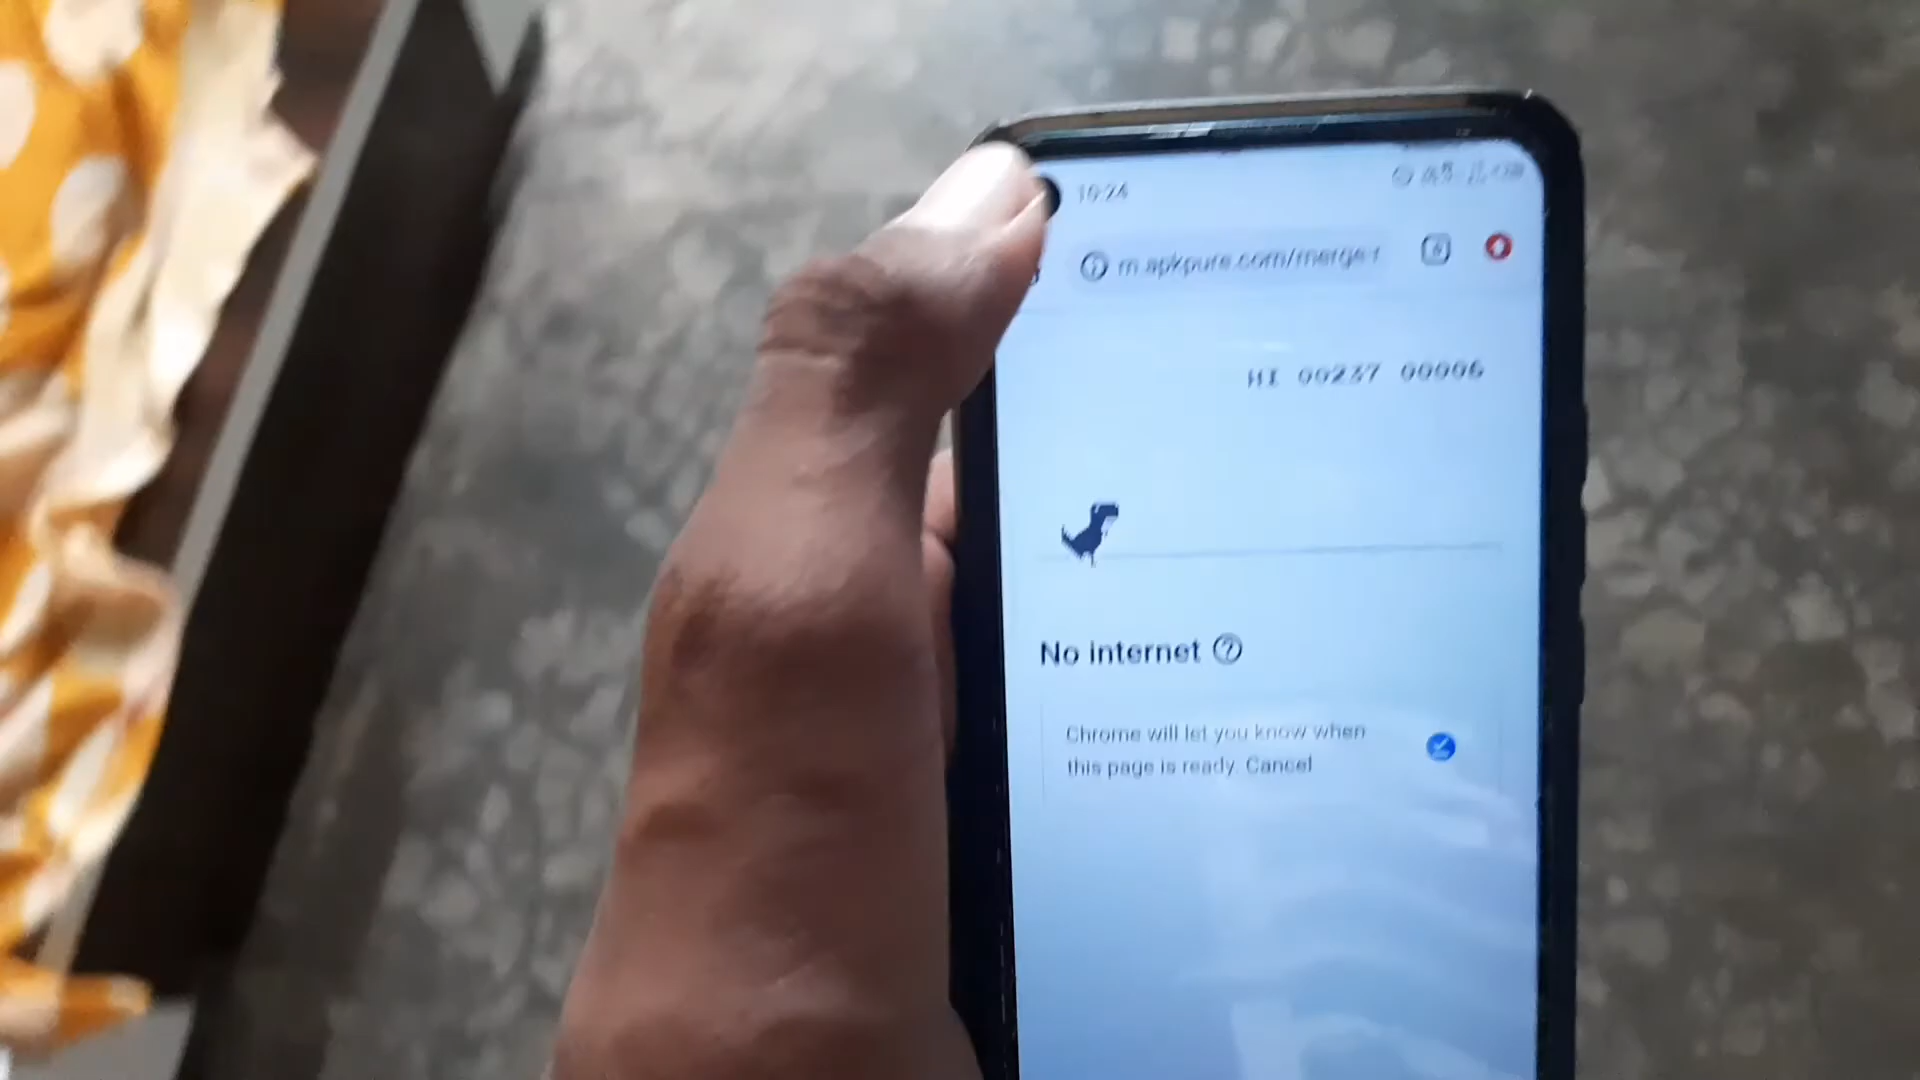 10:24
m.apkpure.com/merge-r
HI 00237 00006
No internet
Chrome will let you know when
this page is ready. Cancel